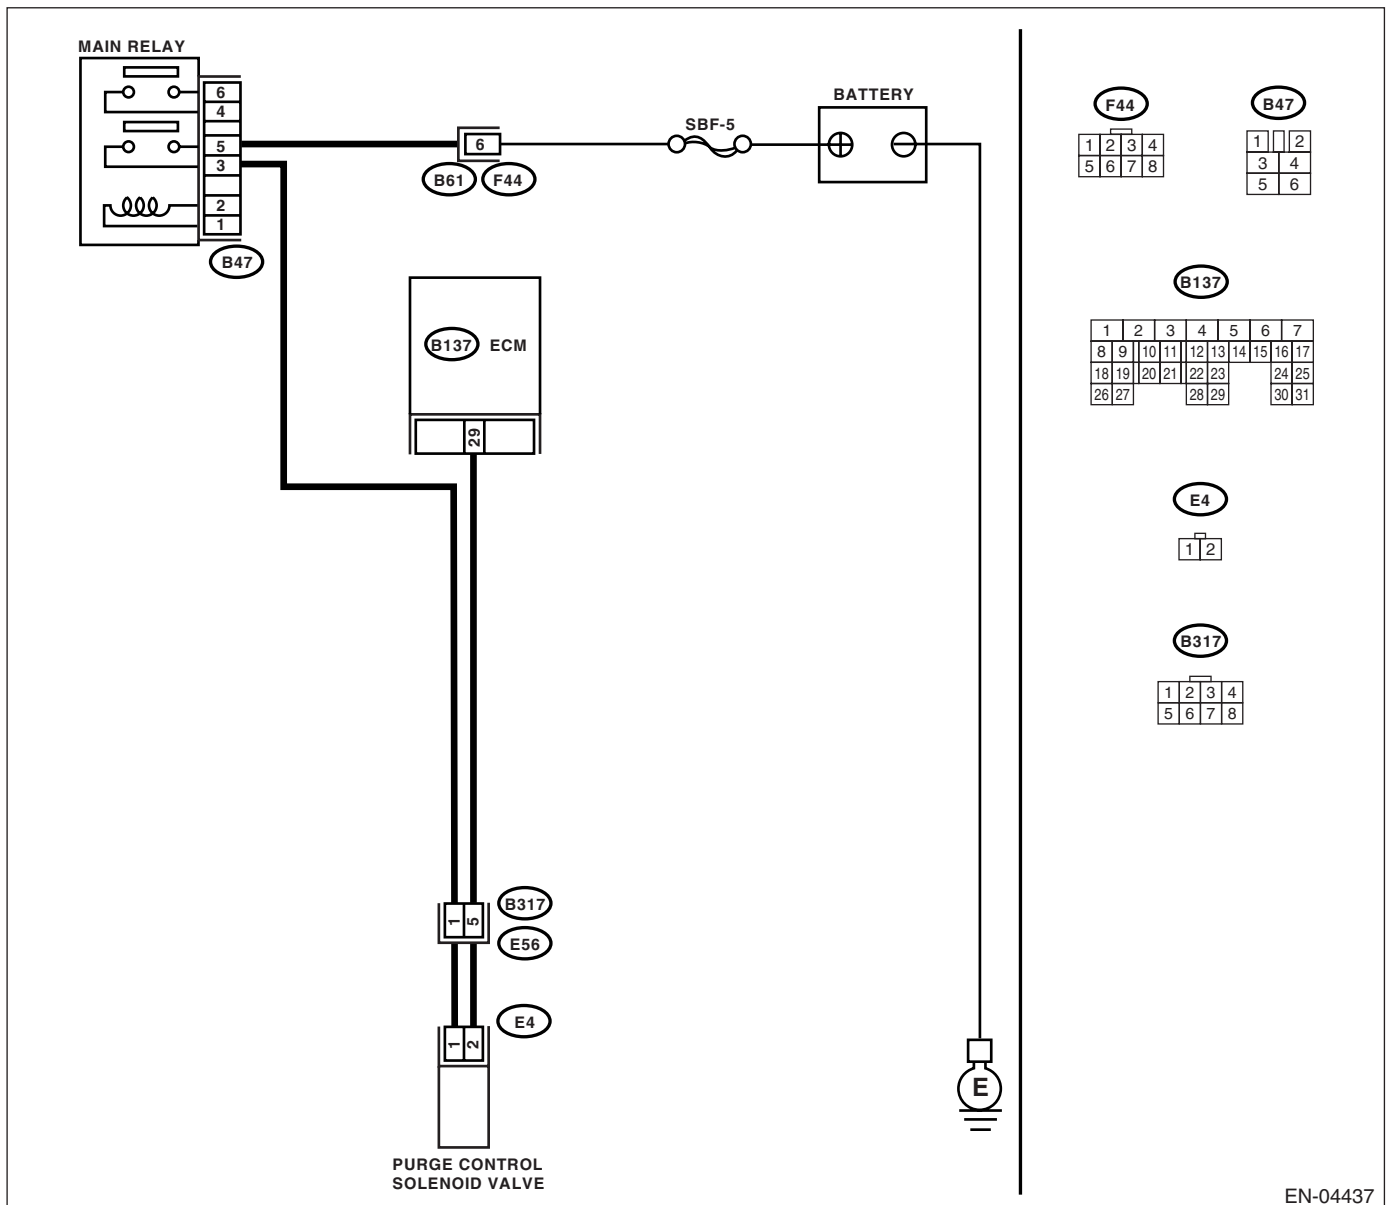 MAIN RELAY
6
4
5
3
2
1
B47
6
B61 F44
SBF-5
BATTERY
B137 ECM
29
1 5
B317
E56
E4
1 2
PURGE CONTROL
SOLENOID VALVE
E
F44
1 2 3 4
5 6 7 8
B47
1 2
3 4
5 6
B137
1 2 3 4 5 6 7
8 9 10 11 12 13 14 15 16 17
18 19 20 21 22 23 24 25
26 27 28 29 30 31
E4
1 2
B317
1 2 3 4
5 6 7 8
EN-04437